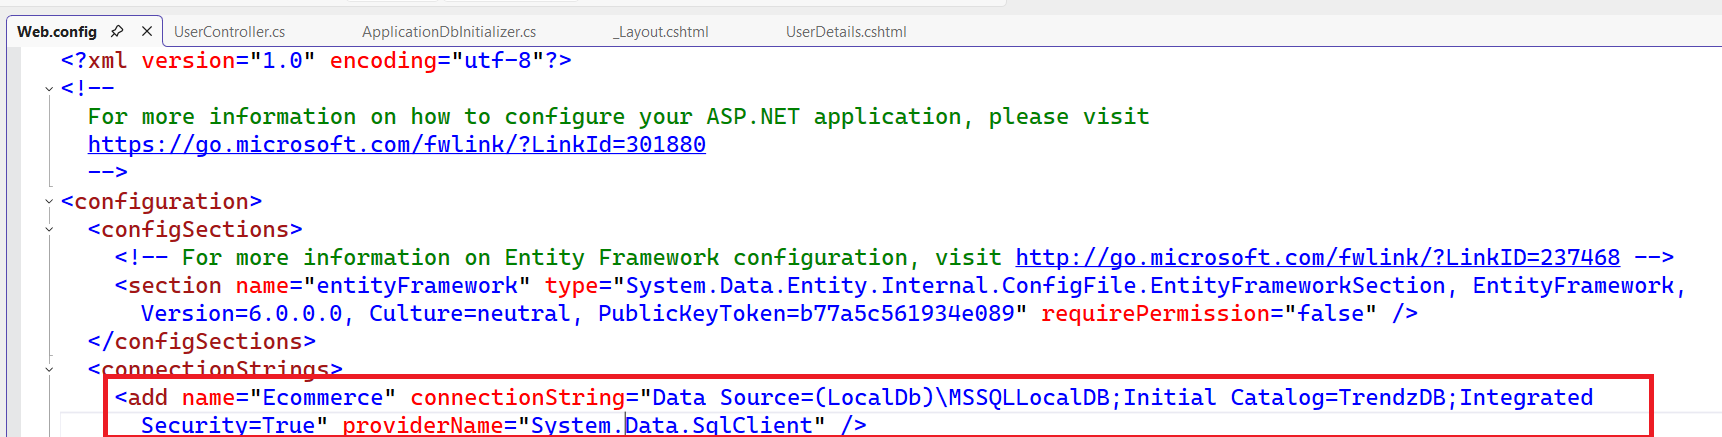 Web.config UserController.cs ApplicationDbInitializer.cs _Layout.cshtml UserDetails.cshtml
<?xml version="1.0" encoding="utf-8"?>
<!--
For more information on how to configure your ASP.NET application, please visit
https://go.microsoft.com/fwlink/?LinkId=301880
-->
<configuration>
<configSections>
<!-- For more information on Entity Framework configuration, visit http://go.microsoft.com/fwlink/?LinkID=237468 -->
<section name="entityFramework" type="System.Data.Entity.Internal.ConfigFile.EntityFrameworkSection, EntityFramework,
Version=6.0.0.0, Culture=neutral, PublicKeyToken=b77a5c561934e089" requirePermission="false" />
</configSections>
<connectionStrings>
<add name="Ecommerce" connectionString="Data Source=(LocalDb)\MSSQLLocalDB;Initial Catalog=TrendzDB;Integrated
Security=True" providerName="System.Data.SqlClient" />